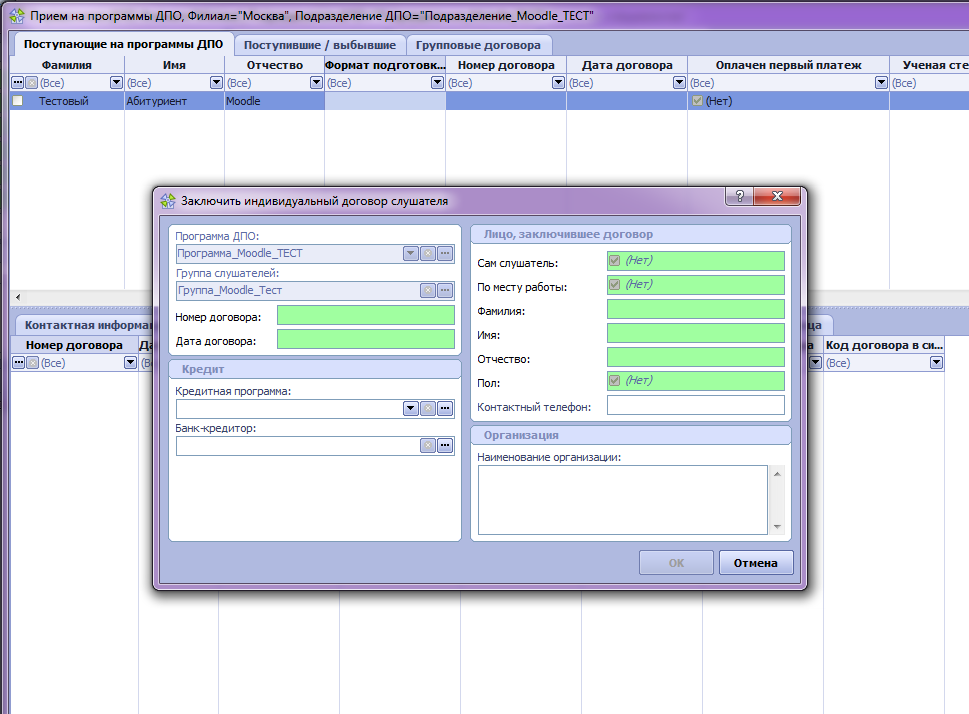 Прием на программы ДПО, Филиал="Москва", Подразделение ДПО="Подразделение_Moodle_ТЕСТ"
Поступающие на программы ДПО Поступившие / выбывшие Групповые договора
Фамилия Имя Отчество Формат подготовк... Номер договора Дата договора Оплачен первый платеж Ученая сте
(Все) (Все) (Все) (Все) (Все) (Все) (Все) (Все)
Тестовый Абитуриент Moodle (Нет)
Заключить индивидуальный договор слушателя
Программа ДПО:
Программа_Moodle_ТЕСТ
Группа слушателей:
Группа_Moodle_Тест
Номер договора:
Дата договора:
Кредит
Кредитная программа:
Банк-кредитор:
Лицо, заключившее договор
Сам слушатель: (Нет)
По месту работы: (Нет)
Фамилия:
Имя:
Отчество:
Пол: (Нет)
Контактный телефон:
Организация
Наименование организации:
OK Отмена
Контактная информа
ца
Номер договора Да а Код договора в си...
(Все) (Вс (Все)